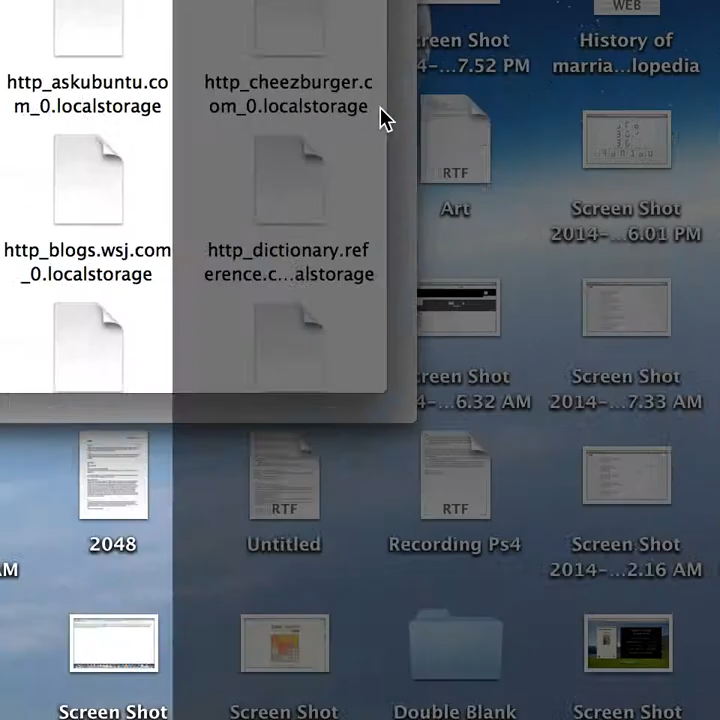 WEB
reen Shot
4-...7.52 PM
History of
marria...lopedia
http_askubuntu.co
m_0.localstorage
http_cheezburger.c
om_0.localstorage
RTF
Art
Screen Shot
2014-...6.01 PM
http_blogs.wsj.com
_0.localstorage
http_dictionary.ref
erence.c...alstorage
reen Shot
4-...6.32 AM
Screen Shot
2014-...7.33 AM
2048
RTF
Untitled
RTF
Recording Ps4
Screen Shot
2014-...2.16 AM
AM
Screen Shot
Screen Shot
Double Blank
Screen Shot